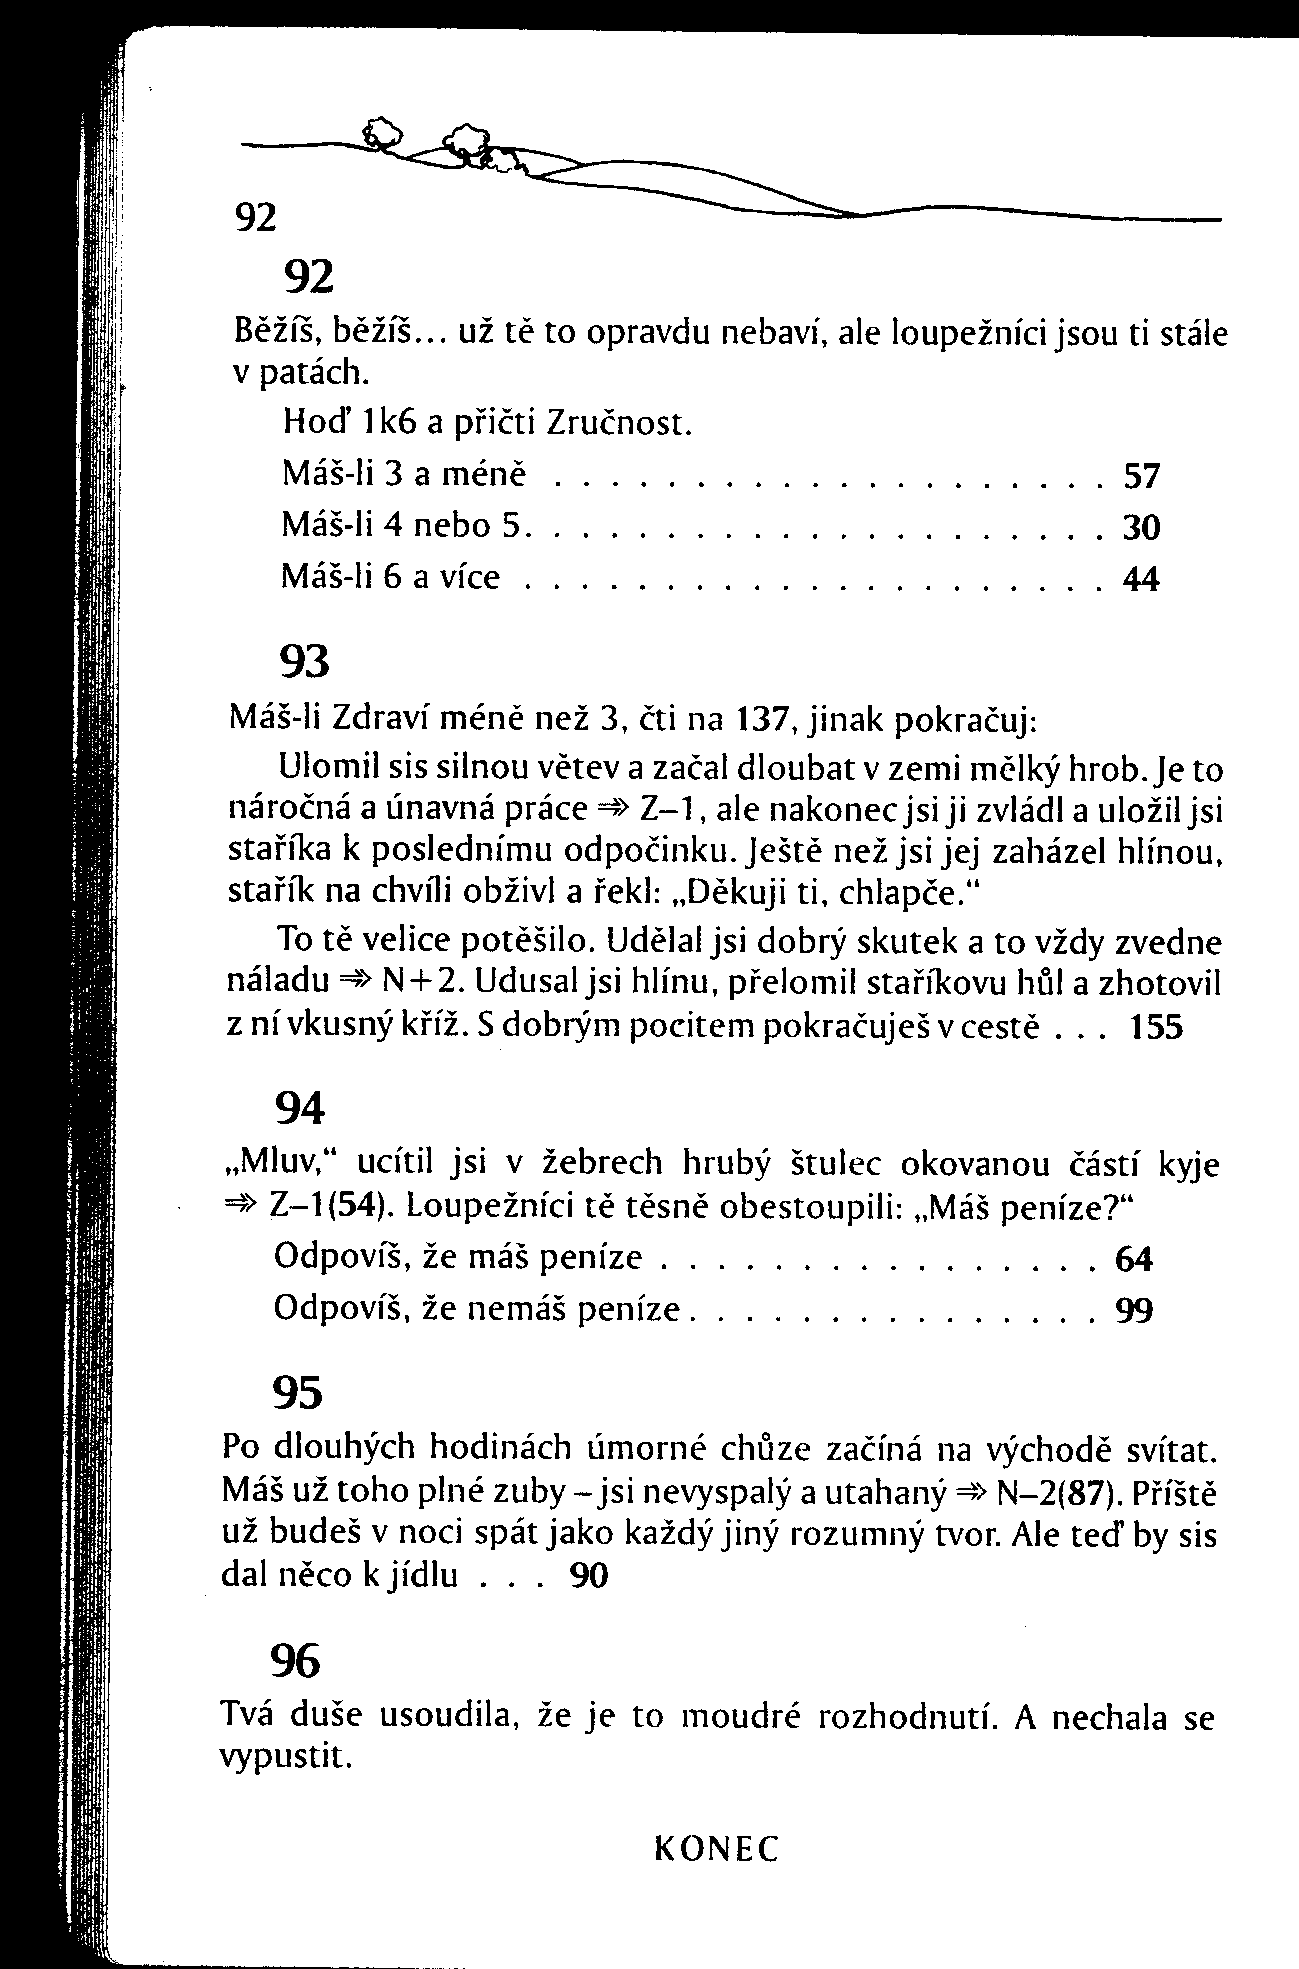 92
92
Běžíš, běžíš... už tě to opravdu nebaví, ale loupežníci jsou ti stále
v patách.
Hoď 1k6 a přičti Zručnost.
Máš-li 3 a méně . . . . . . . . . . . . . . . . . . . . 57
Máš-li 4 nebo 5. . . . . . . . . . . . . . . . . . . . . 30
Máš-li 6 a více . . . . . . . . . . . . . . . . . . . . . 44
93
Máš-li Zdraví méně než 3, čti na 137, jinak pokračuj:
Ulomil sis silnou větev a začal dloubat v zemi mělký hrob. Je to
náročná a únavná práce ⇒ Z–1, ale nakonec jsi ji zvládl a uložil jsi
staříka k poslednímu odpočinku. Ještě než jsi jej zaházel hlínou,
stařík na chvíli obživl a řekl: „Děkuji ti, chlapče.“
To tě velice potěšilo. Udělal jsi dobrý skutek a to vždy zvedne
náladu ⇒ N+2. Udusal jsi hlínu, přelomil staříkovu hůl a zhotovil
z ní vkusný kříž. S dobrým pocitem pokračuješ v cestě . . . 155
94
„Mluv,“ ucítil jsi v žebrech hrubý štulec okovanou částí kyje
⇒ Z–1(54). Loupežníci tě těsně obestoupili: „Máš peníze?“
Odpovíš, že máš peníze . . . . . . . . . . . . . . . . 64
Odpovíš, že nemáš peníze. . . . . . . . . . . . . . . 99
95
Po dlouhých hodinách úmorné chůze začíná na východě svítat.
Máš už toho plné zuby – jsi nevyspalý a utahaný ⇒ N–2(87). Příště
už budeš v noci spát jako každý jiný rozumný tvor. Ale teď by sis
dal něco k jídlu . . . 90
96
Tvá duše usoudila, že je to moudré rozhodnutí. A nechala se
vypustit.
KONEC